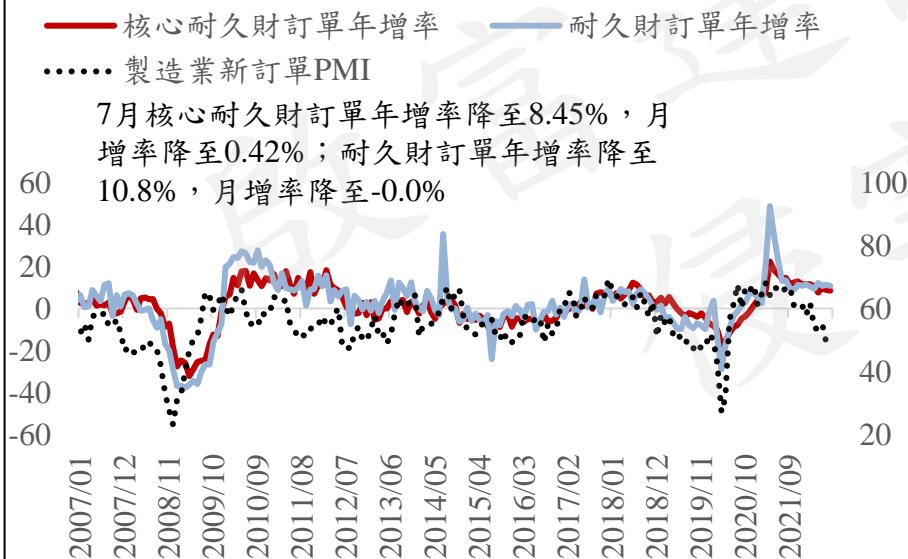 核心耐久財訂單年增率 耐久財訂單年增率
製造業新訂單PMI
7月核心耐久財訂單年增率降至8.45%，月
增率降至0.42%；耐久財訂單年增率降至
10.8%，月增率降至-0.0%
60 100
40 80
20
0 60
-20
-40 40
-60 20
2007/01 2007/12 2008/11 2009/10 2010/09 2011/08 2012/07 2013/06 2014/05 2015/04 2016/03 2017/02 2018/01 2018/12 2019/11 2020/10 2021/09